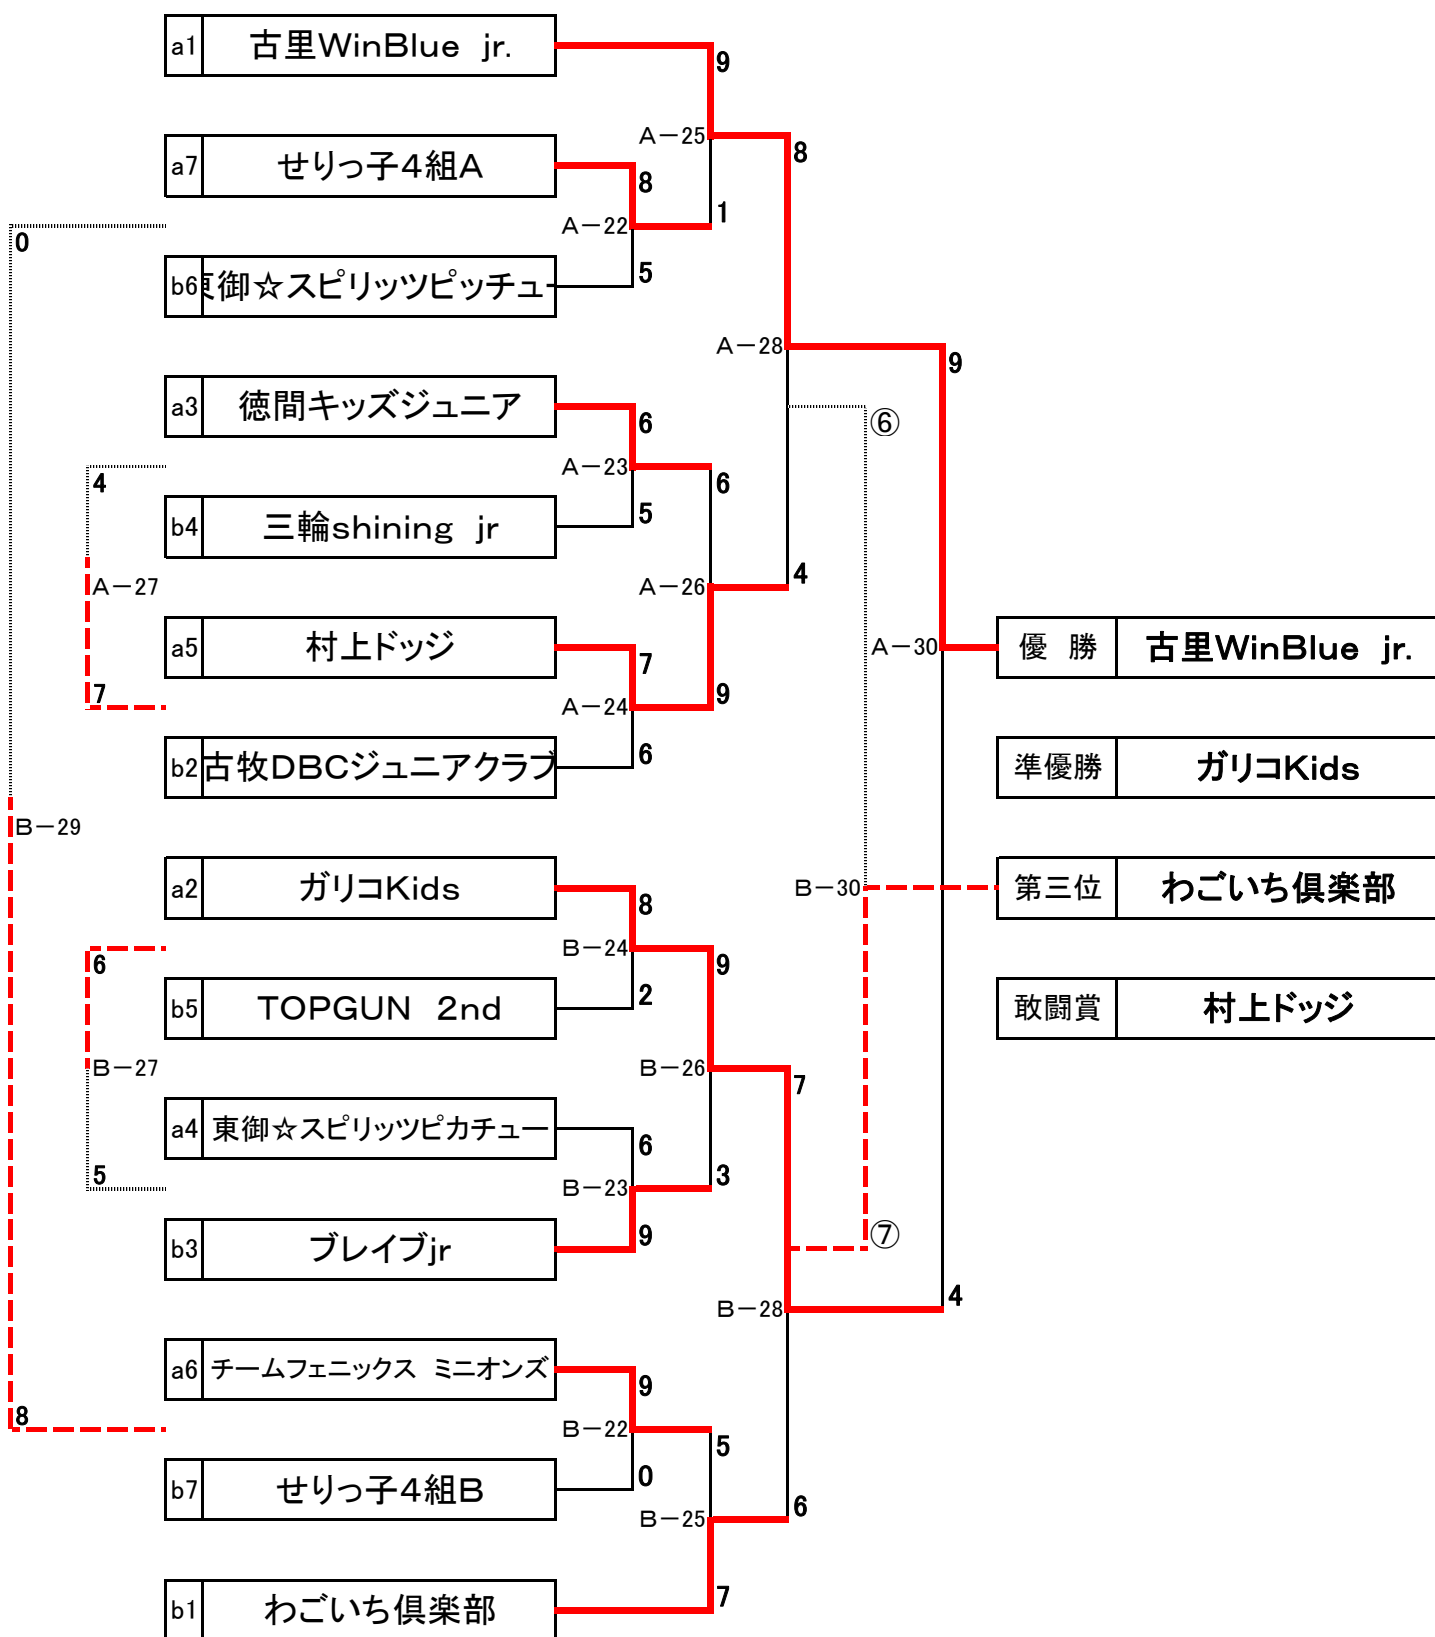 a1 古里WinBlue jr.
9
A－25
8
a7 せりっ子4組A
8
A－22
1
0
b6 東御☆スピリッツピッチュー
5
A－28
9
a3 徳間キッズジュニア
6
⑥
A－23
6
4
b4 三輪shining jr
5
A－27
A－26
4
a5 村上ドッジ
7
A－30
優 勝 古里WinBlue jr.
7
A－24
9
b2 古牧DBCジュニアクラブ
6
準優勝 ガリコKids
B－29
a2 ガリコKids
8
B－30
第三位 わごいち倶楽部
6
B－24
9
b5 TOPGUN 2nd
2
敢闘賞 村上ドッジ
B－27
B－26
7
a4 東御☆スピリッツピカチュー
6
5
B－23
3
b3 ブレイブjr
9
⑦
B－28
4
a6 チームフェニックス ミニオンズ
9
8
B－22
5
b7 せりっ子4組B
0
B－25
6
b1 わごいち倶楽部
7